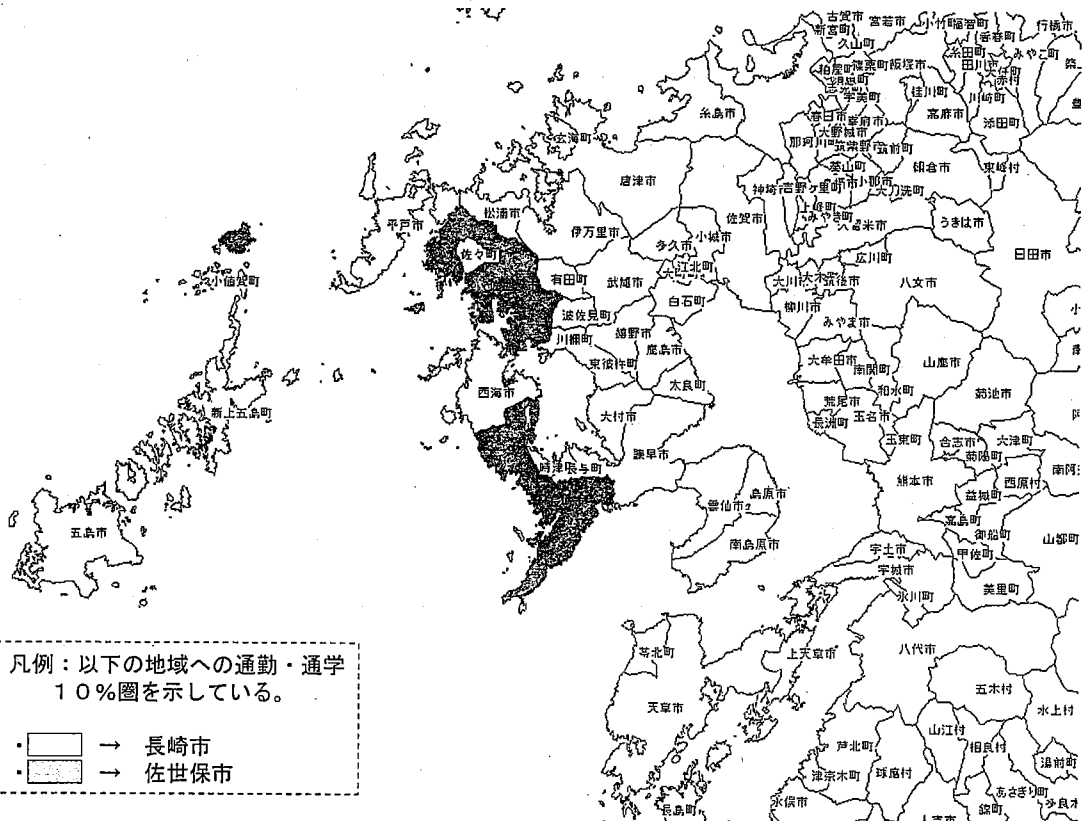 古賀市
宮若市
小竹町
福智町
行橋市
新宮町
久山町
香春町
糸田町
みやこ町
粕屋町
篠栗町
飯塚市
田川市
赤村
宇美町
桂川町
川崎町
嘉麻市
添田町
糸島市
春日市
大野城市
那珂川町
筑紫野市
筑前町
玄海町
唐津市
基山町
朝倉市
東峰村
神埼市
吉野ヶ里町
小郡市
大刀洗町
上峰町
みやき町
久留米市
うきは市
佐賀市
平戸市
松浦市
伊万里市
多久市
小城市
日田市
佐々町
江北町
広川町
小値賀町
有田町
武雄市
大川市
筑後市
八女市
白石町
柳川市
波佐見町
みやま市
川棚町
嬉野市
鹿島市
東彼杵町
大牟田市
南関町
山鹿市
西海市
太良町
和水町
菊池市
新上五島町
大村市
荒尾市
長洲町
玉名市
玉東町
合志市
大津町
菊陽町
諫早市
時津
長与町
熊本市
西原村
益城町
島原市
雲仙市
五島市
嘉島町
御船町
山都町
南島原市
宇土市
甲佐町
宇城市
美里町
氷川町
苓北町
上天草市
八代市
五木村
天草市
水上村
山江村
相良村
芦北町
湯前町
津奈木町
球磨村
あさぎり町
水俣市
錦町
長島町
凡例：以下の地域への通勤・通学
１０％圏を示している。
・ → 長崎市
・ → 佐世保市